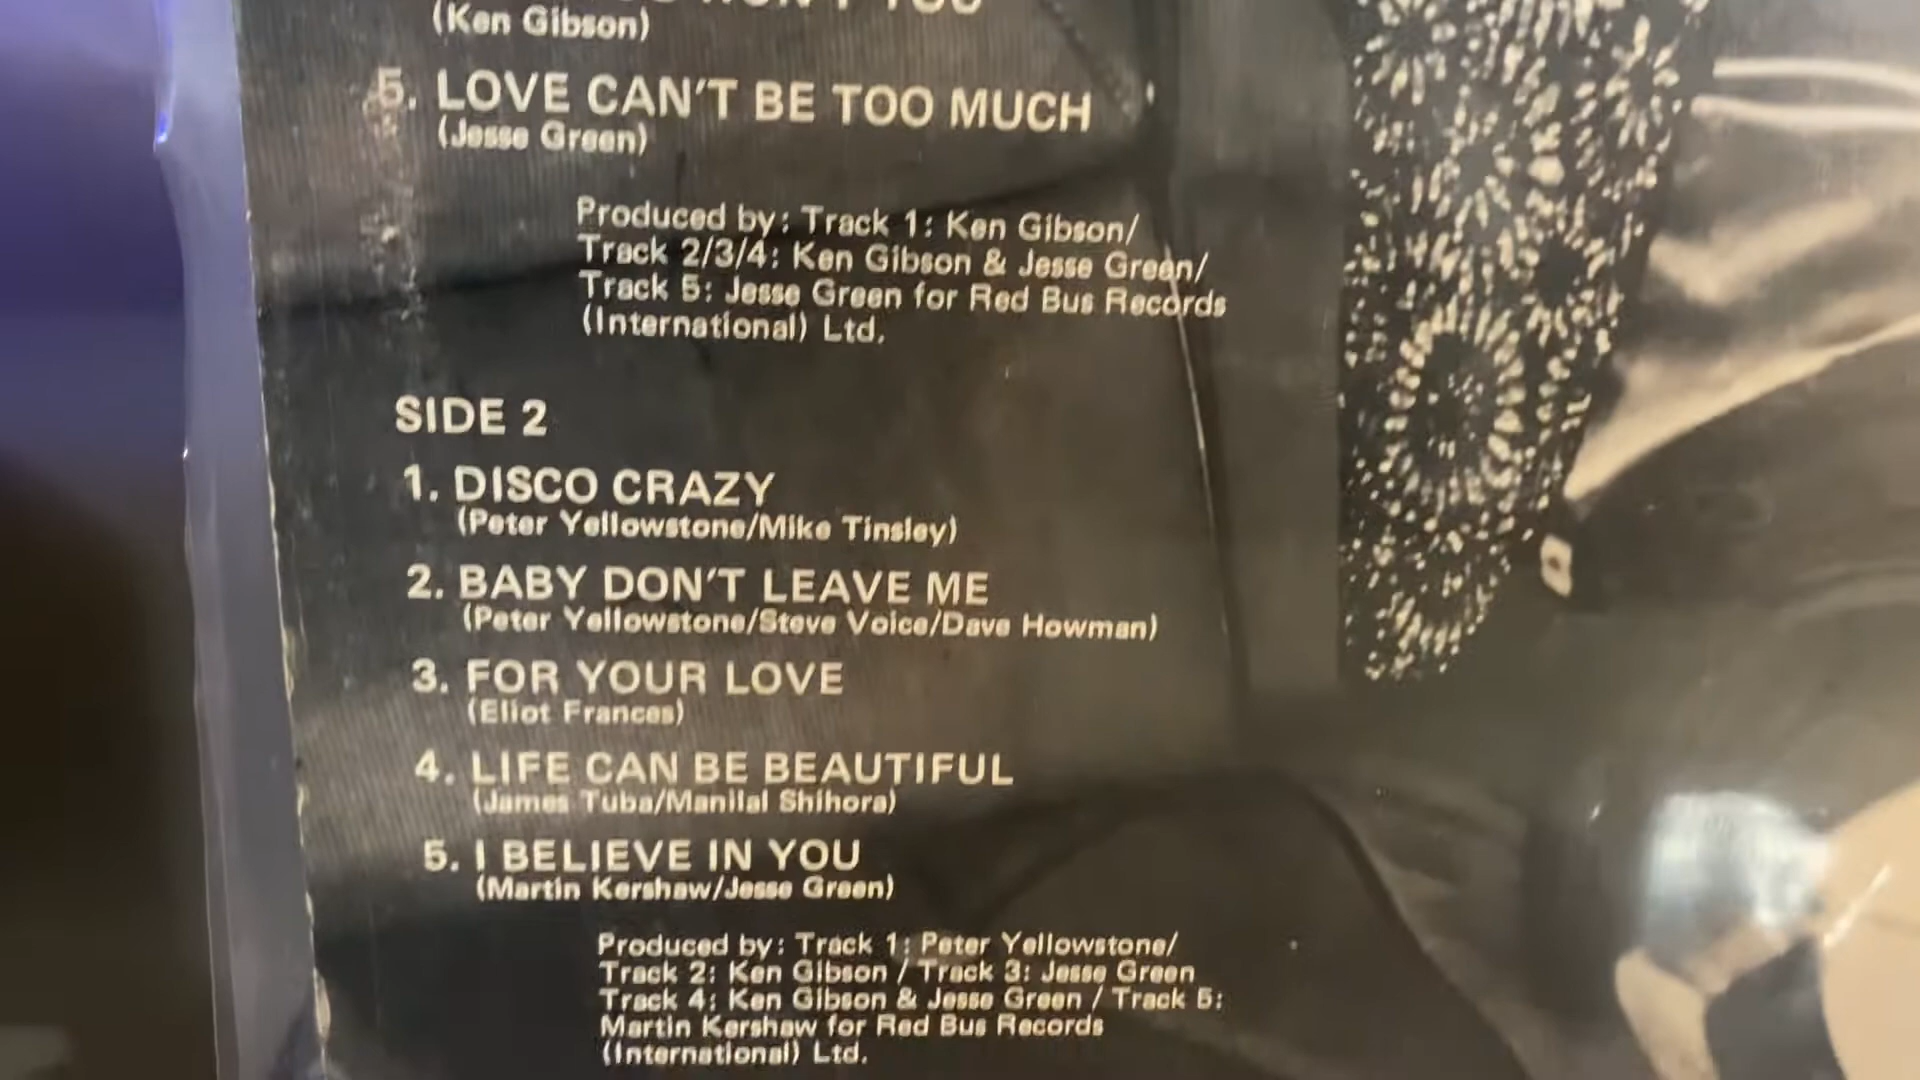 YOU
(Ken Gibson)
5. LOVE CAN'T BE TOO MUCH
(Jesse Green)
Produced by: Track 1: Ken Gibson/
Track 2/3/4: Ken Gibson & Jesse Green/
Track 5: Jesse Green for Red Bus Records
(International) Ltd.
SIDE 2
1. DISCO CRAZY
(Peter Yellowstone/Mike Tinsley)
2. BABY DON'T LEAVE ME
(Peter Yellowstone/Steve Voice/Dave Howman)
3. FOR YOUR LOVE
(Eliot Frances)
4. LIFE CAN BE BEAUTIFUL
(James Tuba/Manilal Shihora)
5. I BELIEVE IN YOU
(Martin Kershaw/Jesse Green)
Produced by: Track 1: Peter Yellowstone/
Track 2: Ken Gibson / Track 3: Jesse Green
Track 4: Ken Gibson & Jesse Green / Track 5:
Martin Kershaw for Red Bus Records
(International) Ltd.